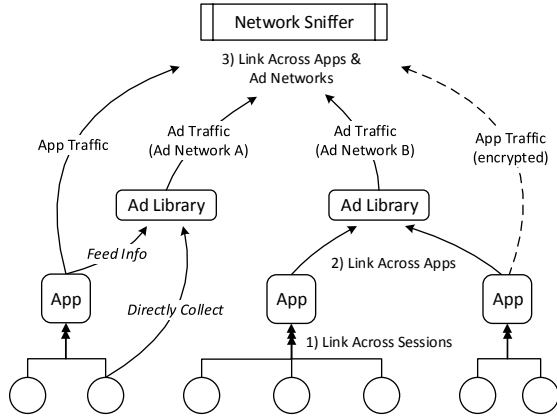 Network Sniffer
3) Link Across Apps &
Ad Networks
App Traffic
Ad Traffic
(Ad Network A)
Ad Traffic
(Ad Network B)
App Traffic
(encrypted)
Ad Library
Ad Library
Feed Info
2) Link Across Apps
App
Directly Collect
App
App
1) Link Across Sessions